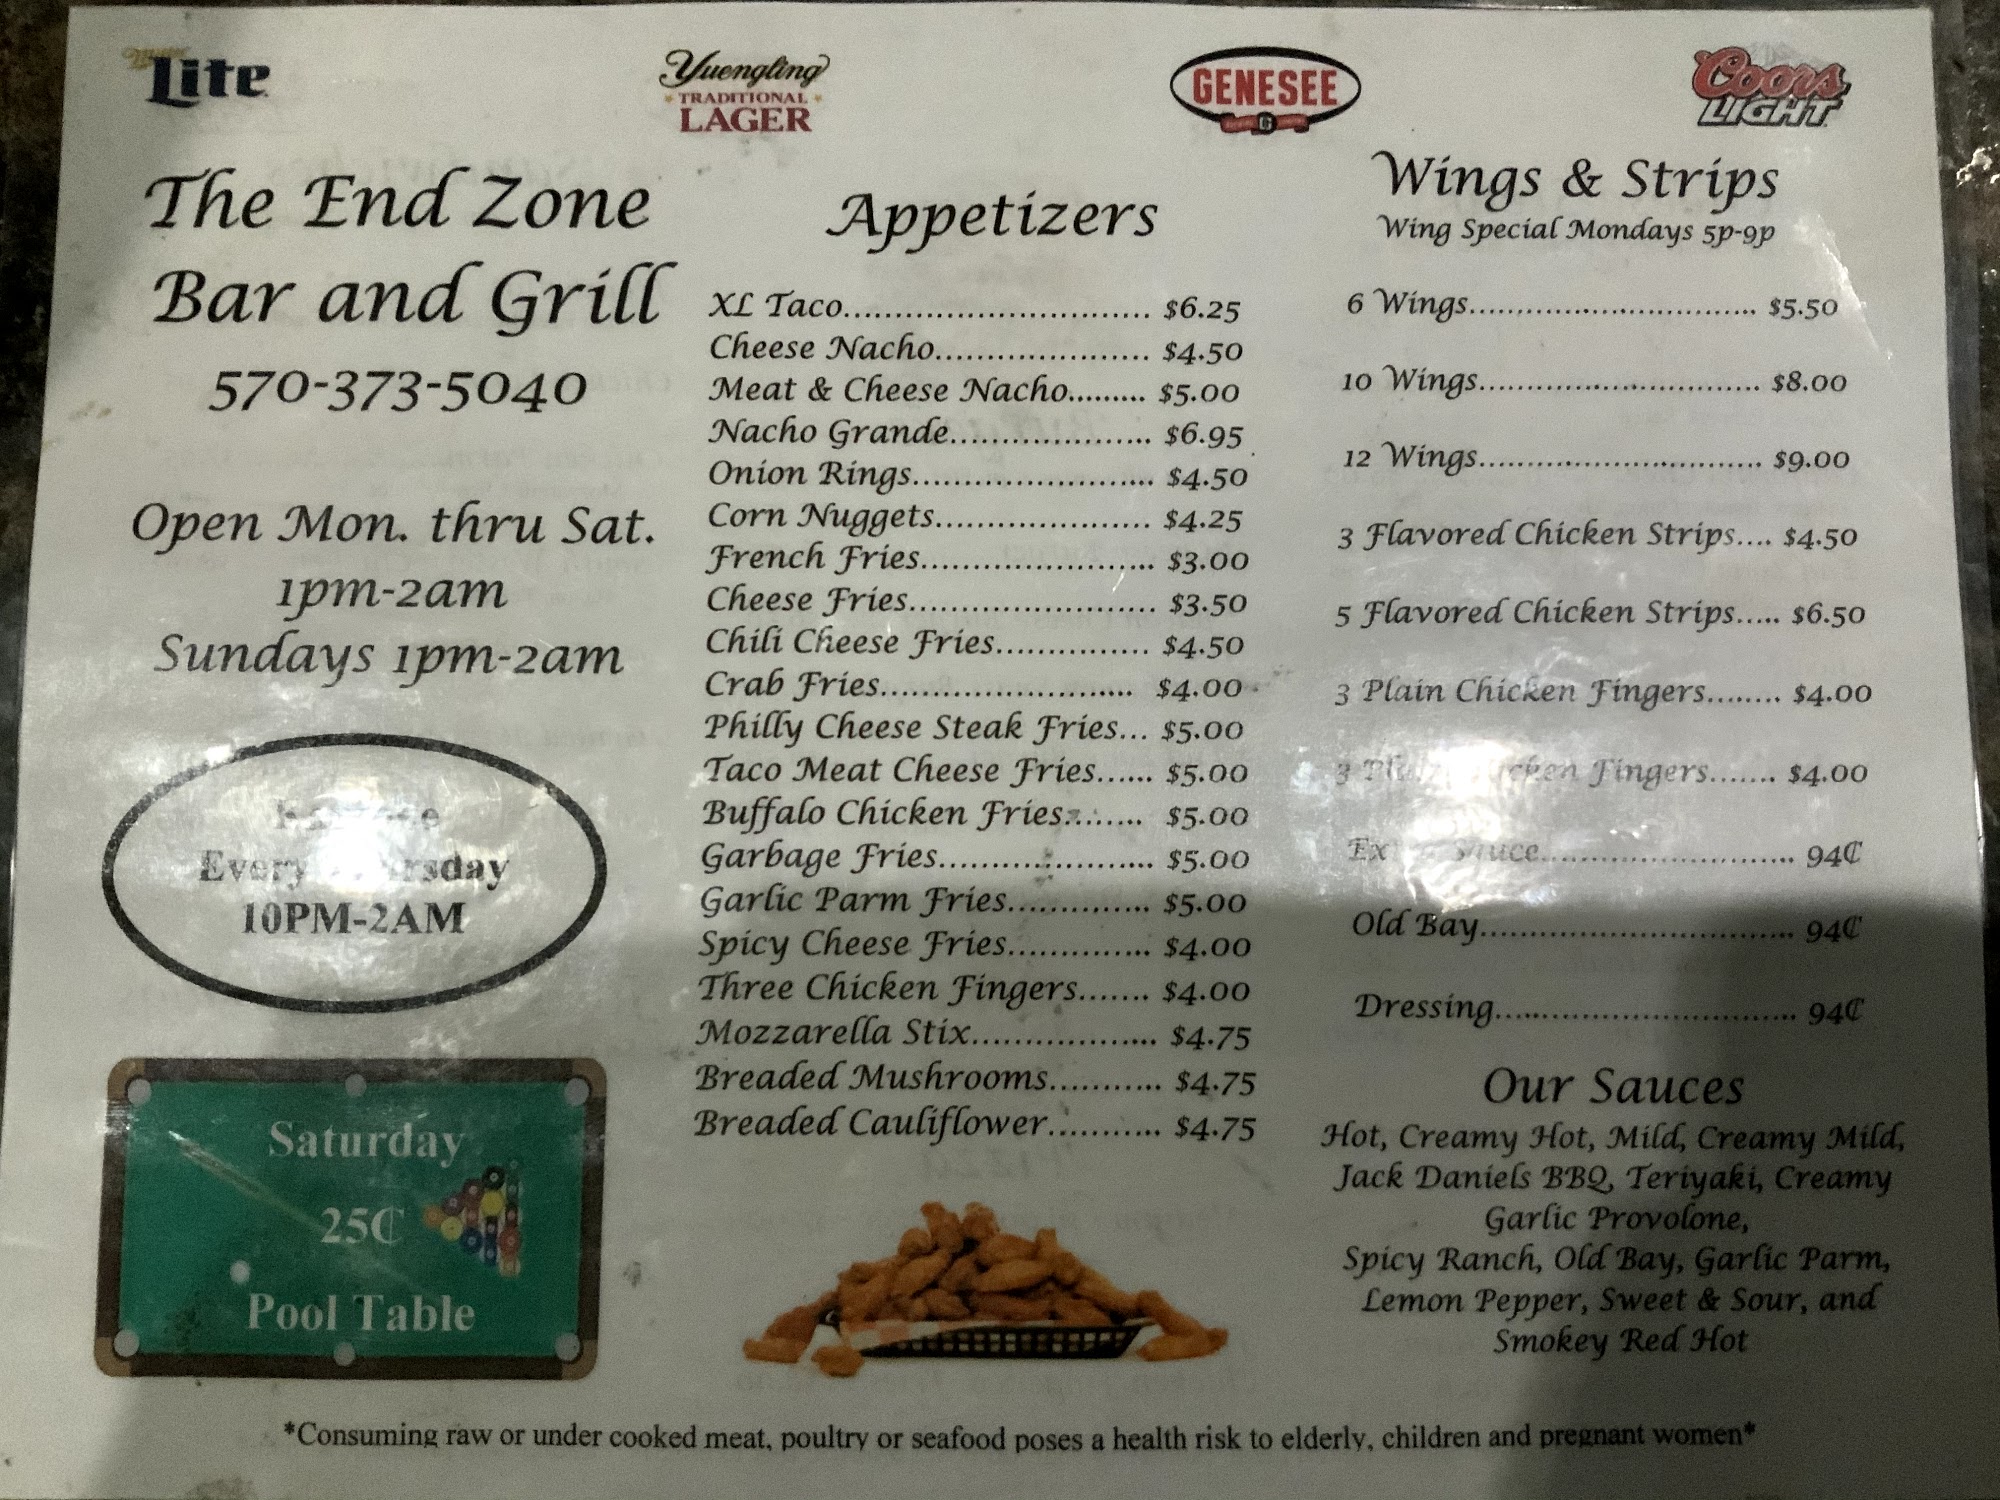 Miller Lite
Yuengling
TRADITIONAL
LAGER
GENESEE
G
Coors
LIGHT
The End Zone
Bar and Grill
570-373-5040
Open Mon. thru Sat.
1pm-2am
Sundays 1pm-2am
Every
10PM-2AM
Saturday
25₵
Pool Table
Appetizers
XL Taco.............................. $6.25
Cheese Nacho..................... $4.50
Meat & Cheese Nacho......... $5.00
Nacho Grande.................... $6.95
Onion Rings........................ $4.50
Corn Nuggets..................... $4.25
French Fries....................... $3.00
Cheese Fries........................ $3.50
Chili Cheese Fries............... $4.50
Crab Fries......................... $4.00
Philly Cheese Steak Fries... $5.00
Taco Meat Cheese Fries...... $5.00
Buffalo Chicken Fries........ $5.00
Garbage Fries..................... $5.00
Garlic Parm Fries.............. $5.00
Spicy Cheese Fries.............. $4.00
Three Chicken Fingers....... $4.00
Mozzarella Stix.................. $4.75
Breaded Mushrooms........... $4.75
Breaded Cauliflower........... $4.75
Wings & Strips
Wing Special Mondays 5p-9p
6 Wings.............................. $5.50
10 Wings............................. $8.00
12 Wings............................. $9.00
3 Flavored Chicken Strips.... $4.50
5 Flavored Chicken Strips..... $6.50
3 Plain Chicken Fingers........ $4.00
3 Chicken Fingers....... $4.00
Extra Sauce......................... 94₵
Old Bay................................ 94₵
Dressing.............................. 94₵
Our Sauces
Hot, Creamy Hot, Mild, Creamy Mild,
Jack Daniels BBQ, Teriyaki, Creamy
Garlic Provolone,
Spicy Ranch, Old Bay, Garlic Parm,
Lemon Pepper, Sweet & Sour, and
Smokey Red Hot
*Consuming raw or under cooked meat, poultry or seafood poses a health risk to elderly, children and pregnant women*